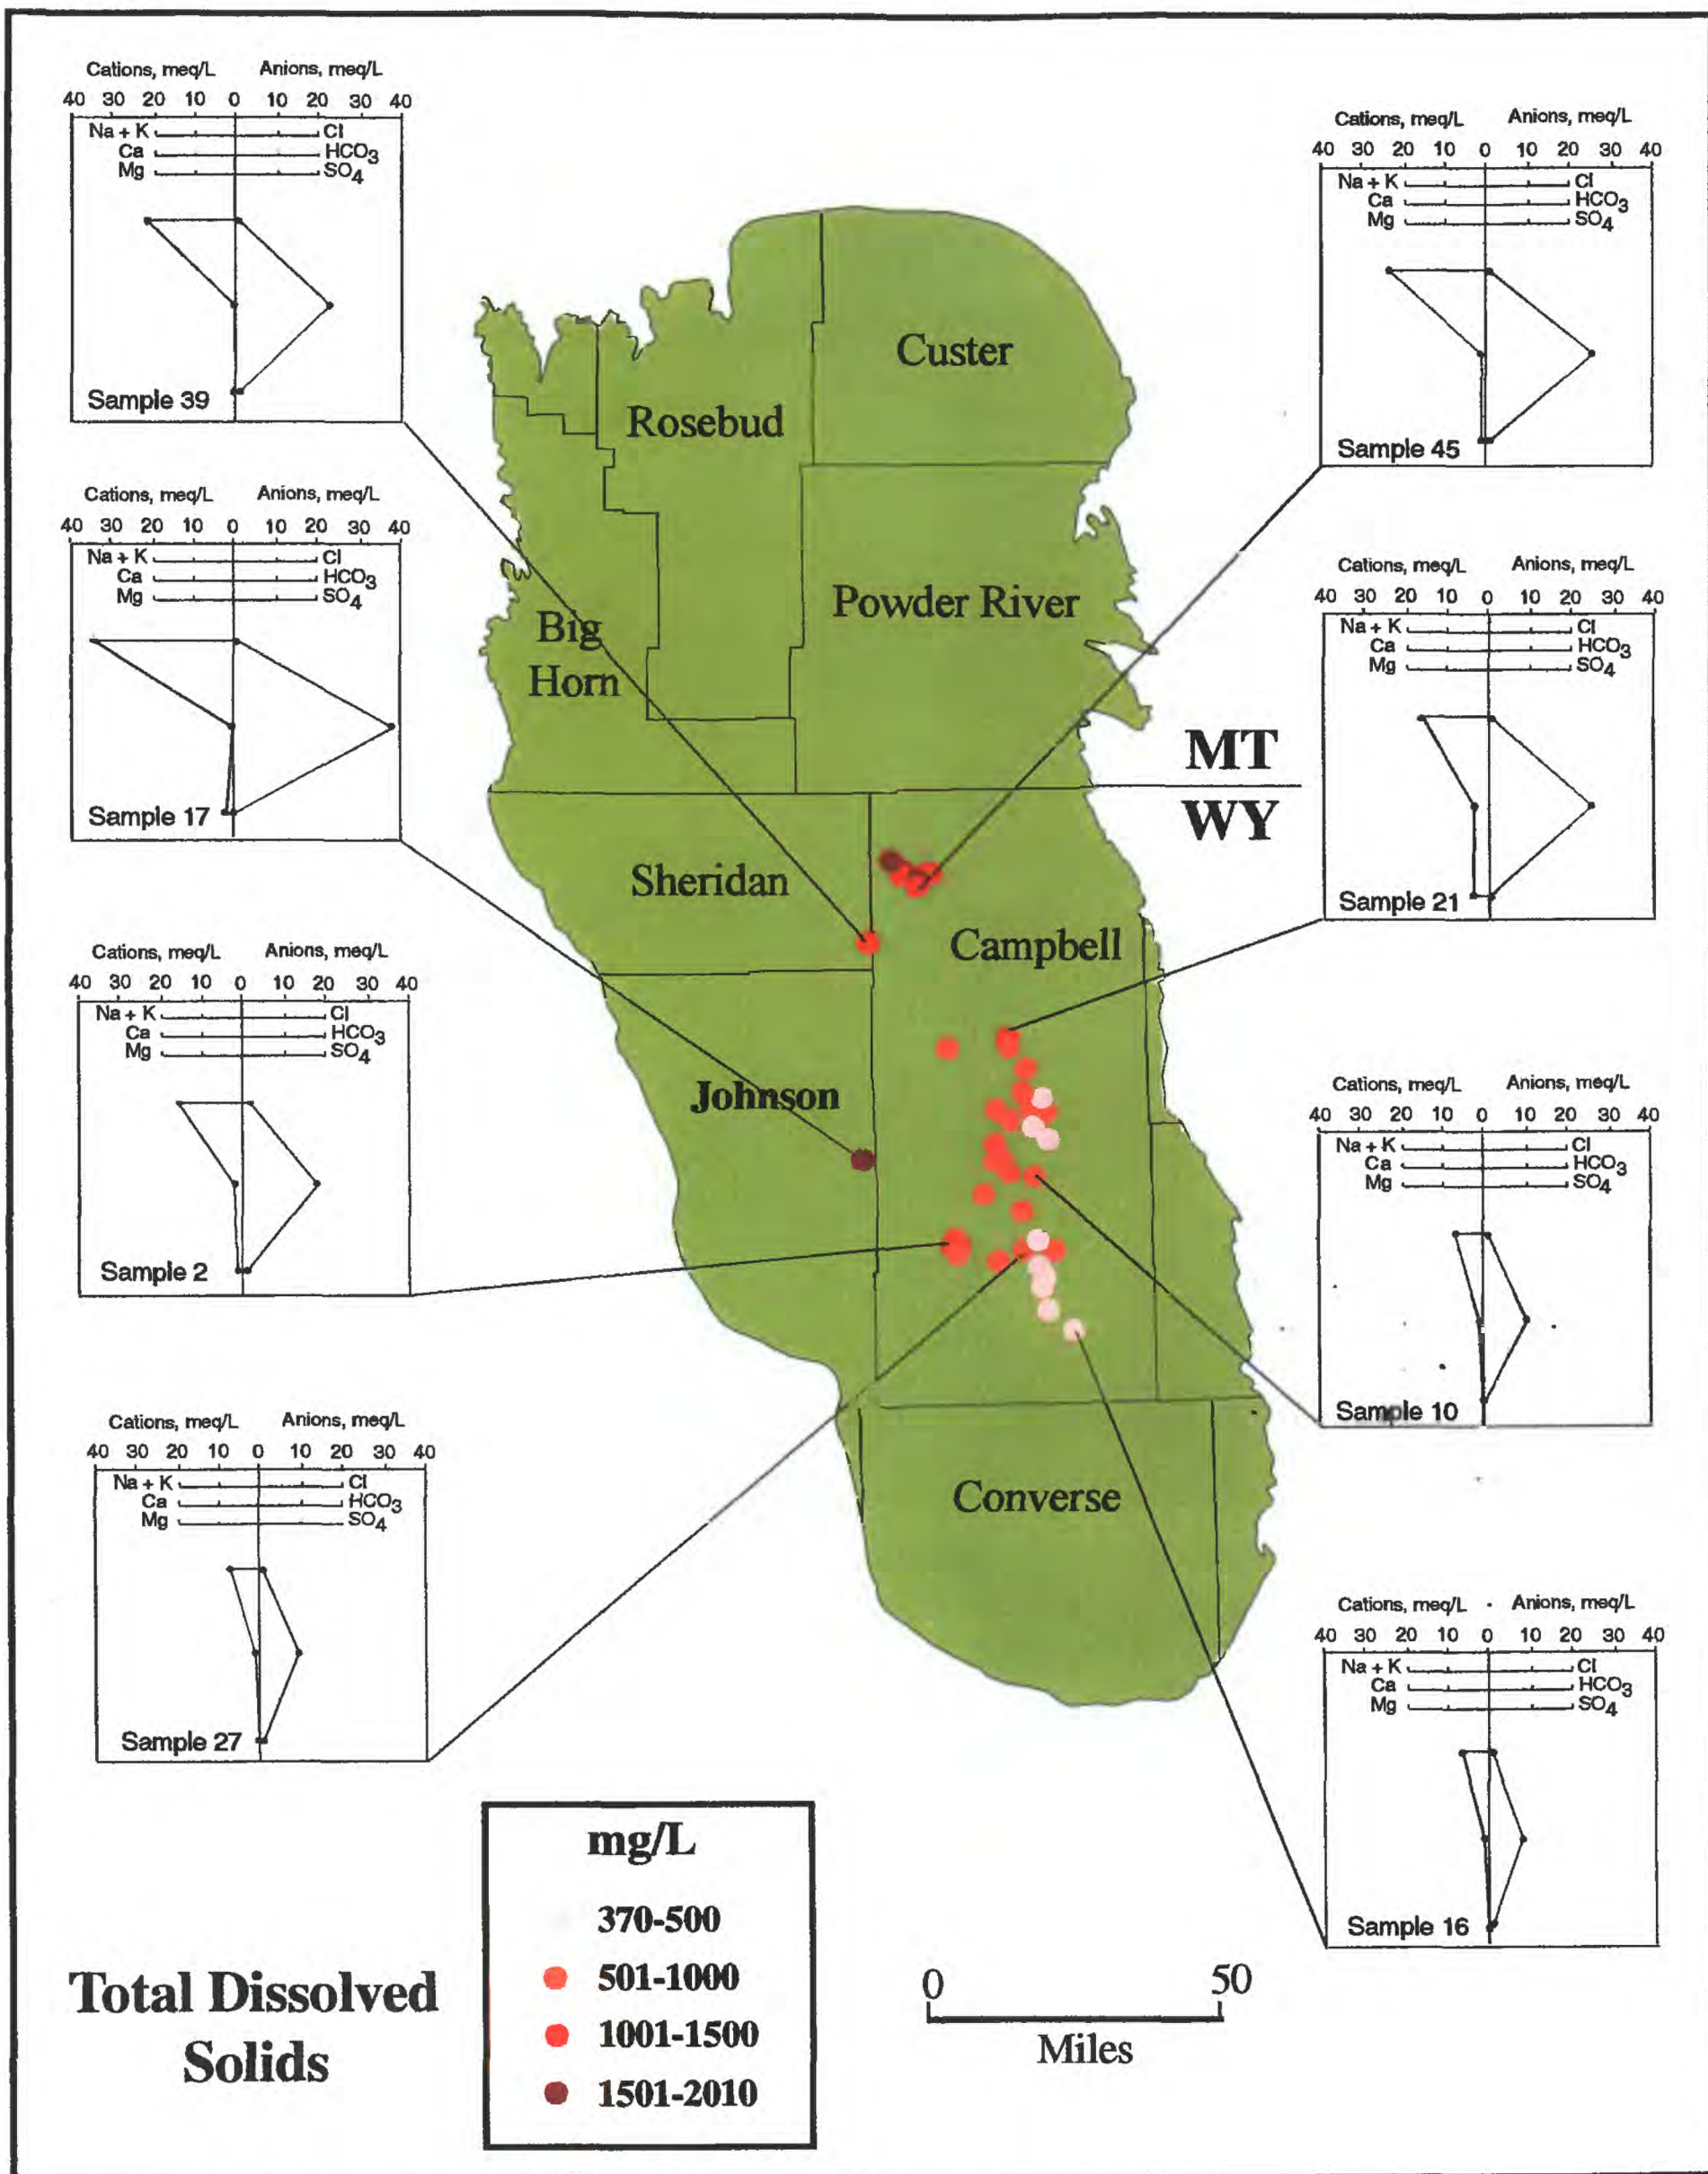 Cations, meq/L Anions, meq/L
40 30 20 10 0 10 20 30 40
Na + K Cl
Ca HCO3
Mg SO4
Sample 39
Cations, meq/L Anions, meq/L
40 30 20 10 0 10 20 30 40
Na + K Cl
Ca HCO3
Mg SO4
Sample 17
Cations, meq/L Anions, meq/L
40 30 20 10 0 10 20 30 40
Na + K Cl
Ca HCO3
Mg SO4
Sample 2
Cations, meq/L Anions, meq/L
40 30 20 10 0 10 20 30 40
Na + K Cl
Ca HCO3
Mg SO4
Sample 27
Custer
Rosebud
Powder River
Big
Horn
MT
WY
Sheridan
Campbell
Johnson
Converse
Cations, meq/L Anions, meq/L
40 30 20 10 0 10 20 30 40
Na + K Cl
Ca HCO3
Mg SO4
Sample 45
Cations, meq/L Anions, meq/L
40 30 20 10 0 10 20 30 40
Na + K Cl
Ca HCO3
Mg SO4
Sample 21
Cations, meq/L Anions, meq/L
40 30 20 10 0 10 20 30 40
Na + K Cl
Ca HCO3
Mg SO4
Sample 10
Cations, meq/L Anions, meq/L
40 30 20 10 0 10 20 30 40
Na + K Cl
Ca HCO3
Mg SO4
Sample 16
Total Dissolved
Solids
mg/L
370-500
501-1000
1001-1500
1501-2010
0 50
Miles